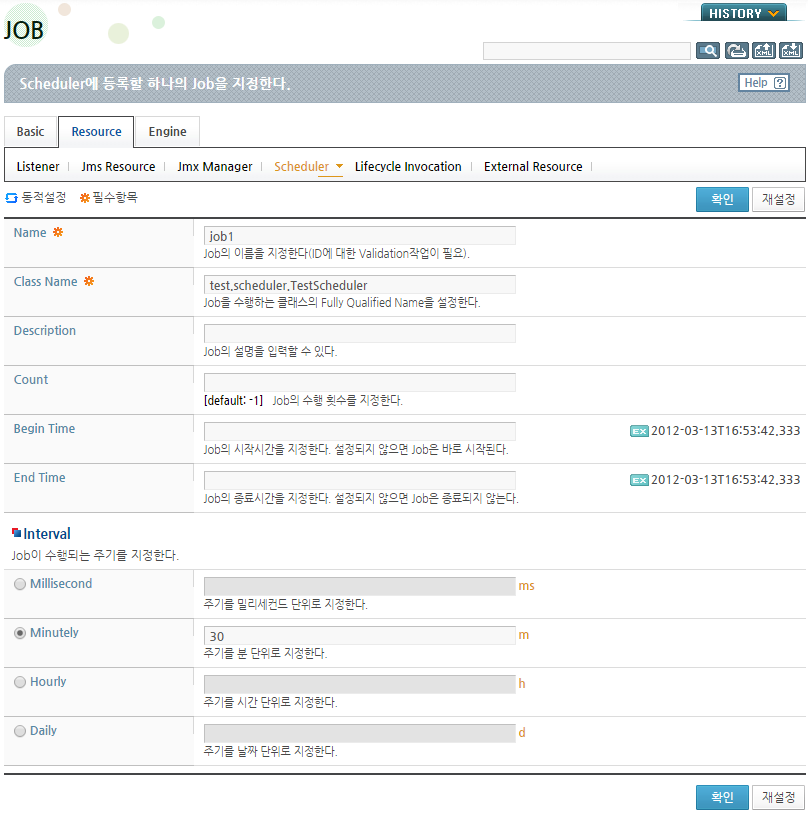 HISTORY
JOB
XML XML
Scheduler에 등록할 하나의 Job을 지정한다.
Help ?
Basic Resource Engine
Listener Jms Resource Jmx Manager Scheduler Lifecycle Invocation External Resource
동적설정 필수항목 확인 재설정
Name job1
Job의 이름을 지정한다(ID에 대한 Validation작업이 필요).
Class Name test.scheduler.TestScheduler
Job을 수행하는 클래스의 Fully Qualified Name을 설정한다.
Description
Job의 설명을 입력할 수 있다.
Count
[default: -1] Job의 수행 횟수를 지정한다.
Begin Time EX 2012-03-13T16:53:42.333
Job의 시작시간을 지정한다. 설정되지 않으면 Job은 바로 시작된다.
End Time EX 2012-03-13T16:53:42.333
Job의 종료시간을 지정한다. 설정되지 않으면 Job은 종료되지 않는다.
Interval
Job이 수행되는 주기를 지정한다.
Millisecond ms
주기를 밀리세컨드 단위로 지정한다.
Minutely 30 m
주기를 분 단위로 지정한다.
Hourly h
주기를 시간 단위로 지정한다.
Daily d
주기를 날짜 단위로 지정한다.
확인 재설정